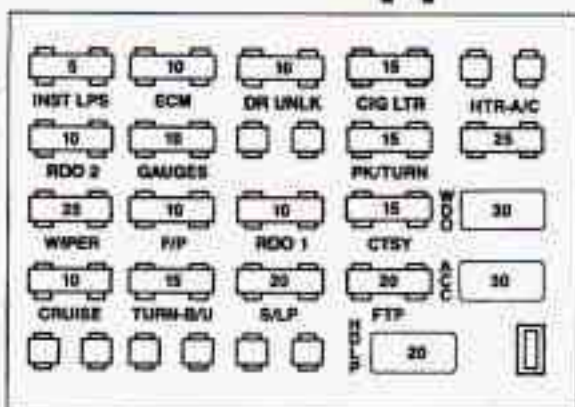 5 10 10 15
INST LPS ECM DR UNLK CIG LTR HTR-A/C
10 10 15 25
RDO 2 GAUGES PK/TURN
25 10 10 15 WDO 30
WIPER F/P RDO 1 CTSY
10 15 20 20 ACC 30
CRUISE TURN-B/U S/LP FTP
20